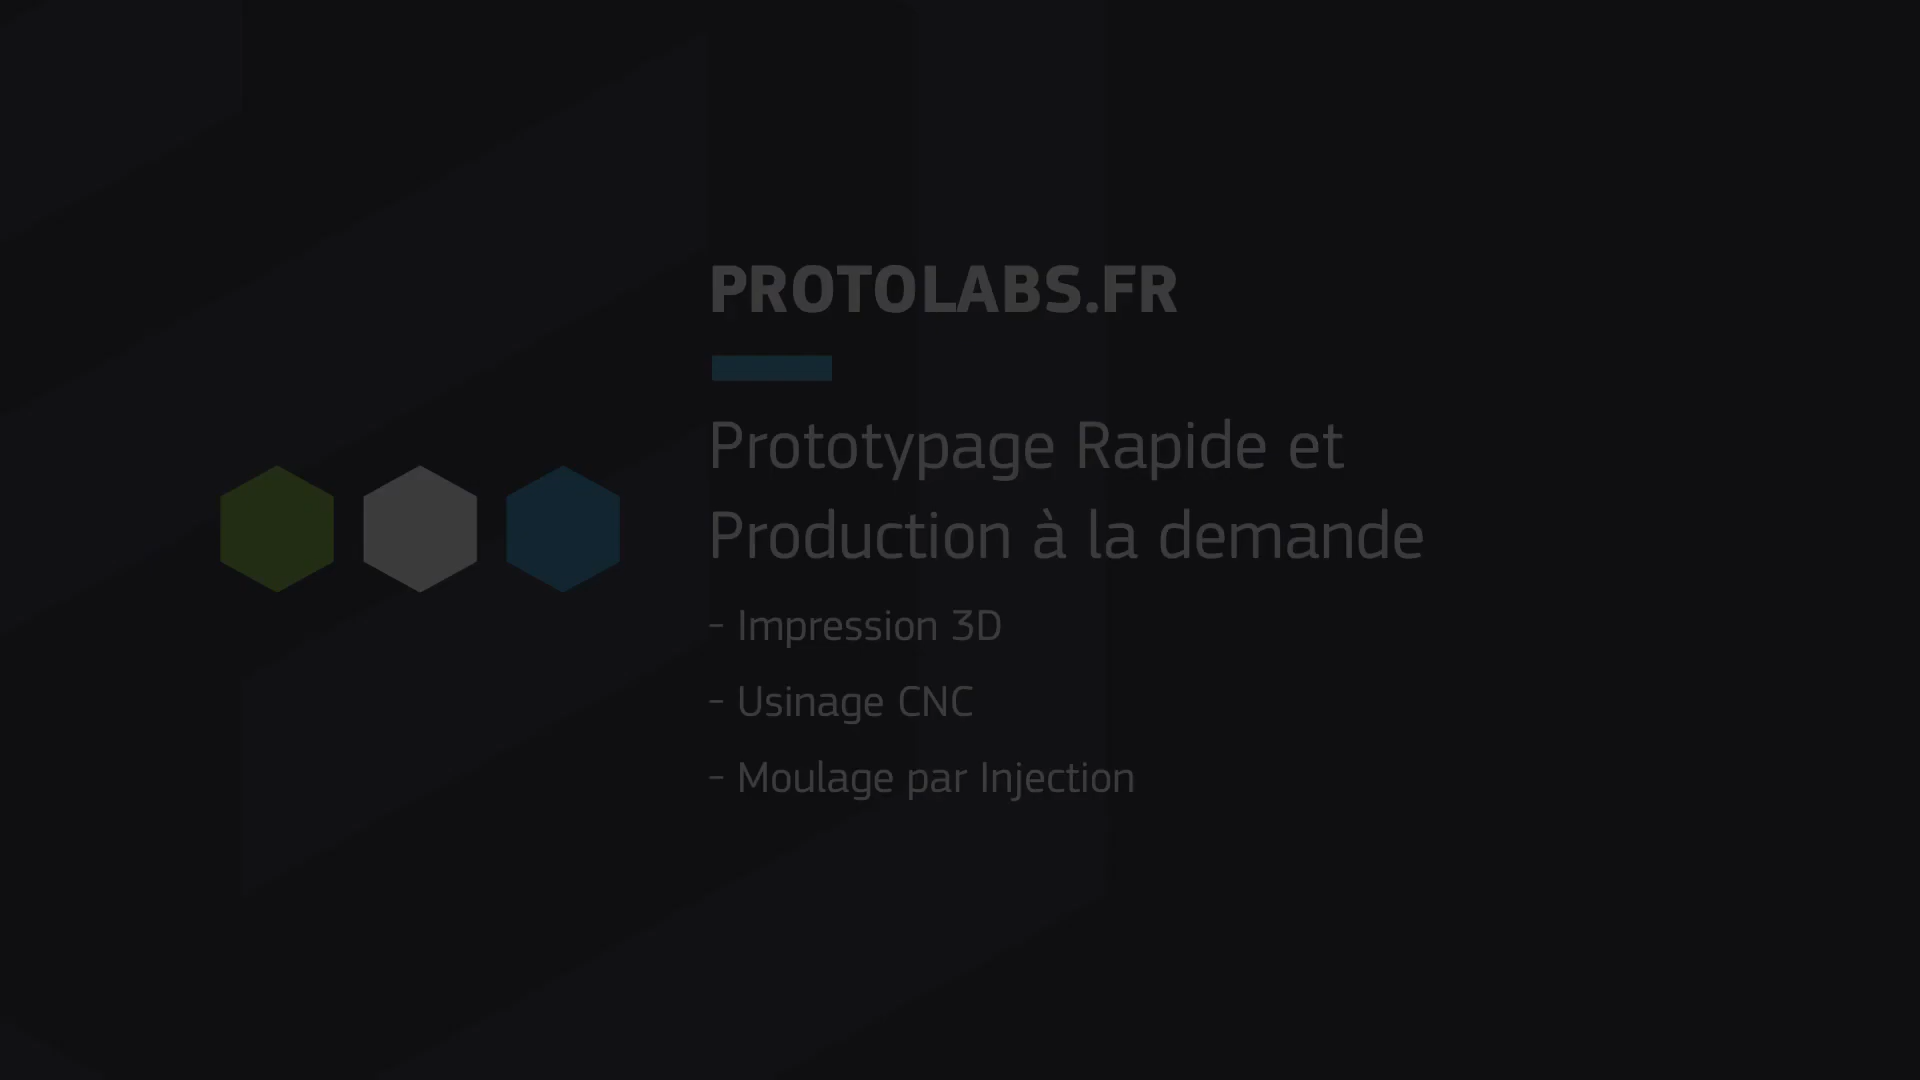 PROTOLABS.FR
Prototypage Rapide et
Production à la demande
- Impression 3D
- Usinage CNC
- Moulage par Injection